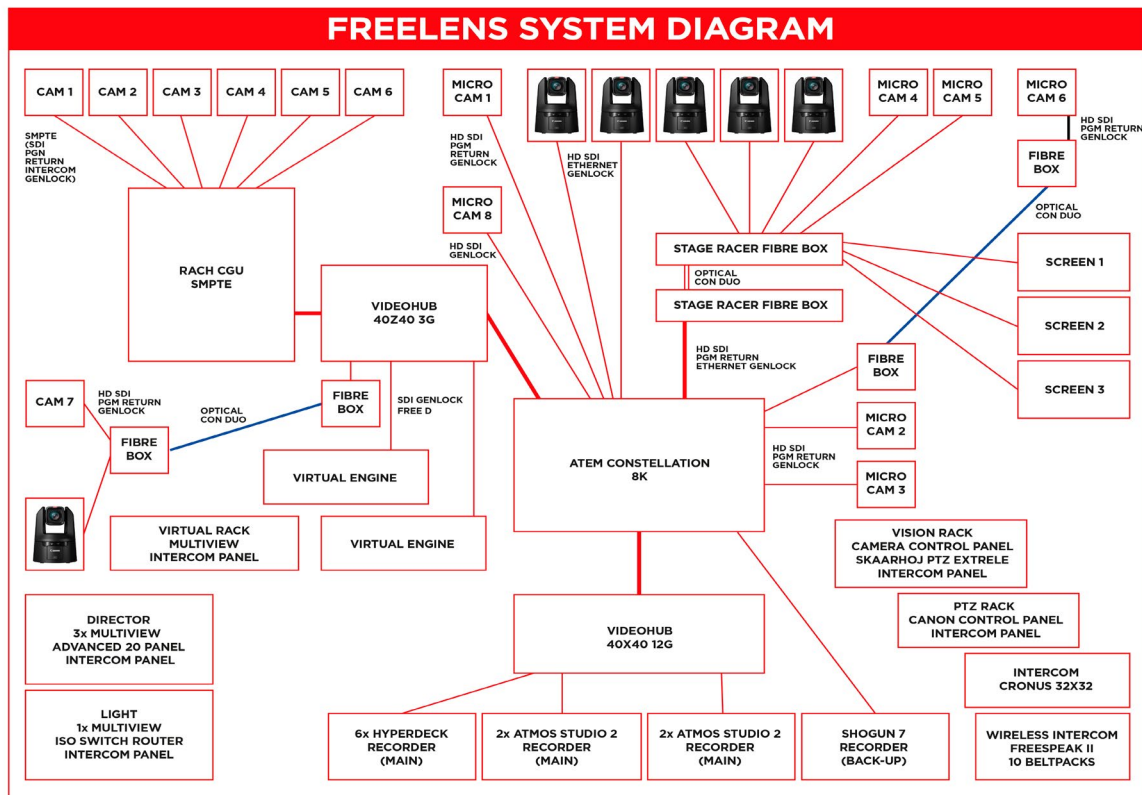 FREELENS SYSTEM DIAGRAM
CAM 1
CAM 2
CAM 3
CAM 4
CAM 5
CAM 6
MICRO
CAM 1
MICRO
CAM 4
MICRO
CAM 5
MICRO
CAM 6
SMPTE
(SDI
PGN
RETURN
INTERCOM
GENLOCK)
HD SDI
PGM
RETURN
GENLOCK
HD SDI
ETHERNET
GENLOCK
HD SDI
PGM RETURN
GENLOCK
FIBRE
BOX
MICRO
CAM 8
HD SDI
GENLOCK
OPTICAL
CON DUO
RACH CGU
SMPTE
STAGE RACER FIBRE BOX
OPTICAL
CON DUO
STAGE RACER FIBRE BOX
SCREEN 1
SCREEN 2
SCREEN 3
VIDEOHUB
40Z40 3G
HD SDI
PGM RETURN
ETHERNET GENLOCK
FIBRE
BOX
CAM 7
HD SDI
PGM RETURN
GENLOCK
OPTICAL
CON DUO
FIBRE
BOX
SDI GENLOCK
FREE D
FIBRE
BOX
MICRO
CAM 2
HD SDI
PGM RETURN
GENLOCK
MICRO
CAM 3
ATEM CONSTELLATION
8K
VIRTUAL ENGINE
VIRTUAL RACK
MULTIVIEW
INTERCOM PANEL
VIRTUAL ENGINE
VISION RACK
CAMERA CONTROL PANEL
SKAARHOJ PTZ EXTRELE
INTERCOM PANEL
DIRECTOR
3x MULTIVIEW
ADVANCED 20 PANEL
INTERCOM PANEL
VIDEOHUB
40X40 12G
PTZ RACK
CANON CONTROL PANEL
INTERCOM PANEL
INTERCOM
CRONUS 32X32
LIGHT
1x MULTIVIEW
ISO SWITCH ROUTER
INTERCOM PANEL
6x HYPERDECK
RECORDER
(MAIN)
2x ATMOS STUDIO 2
RECORDER
(MAIN)
2x ATMOS STUDIO 2
RECORDER
(MAIN)
SHOGUN 7
RECORDER
(BACK-UP)
WIRELESS INTERCOM
FREESPEAK II
10 BELTPACKS